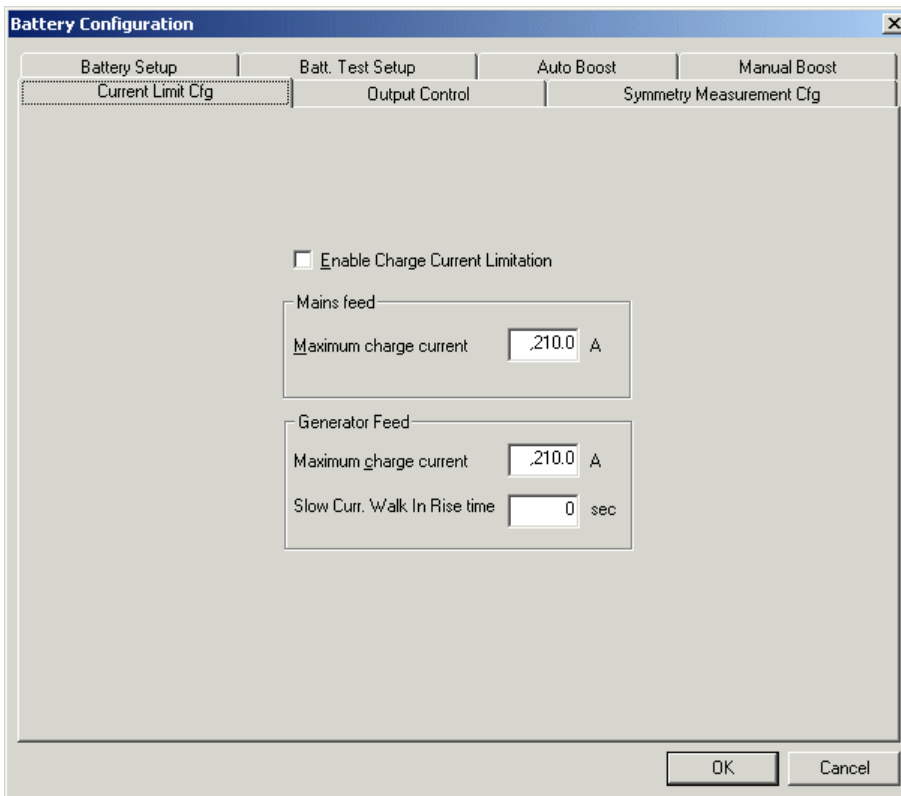 Battery Configuration
Battery Setup
Batt. Test Setup
Auto Boost
Manual Boost
Current Limit Cfg
Output Control
Symmetry Measurement Cfg
Enable Charge Current Limitation
Mains feed
Maximum charge current ,210.0 A
Generator Feed
Maximum charge current ,210.0 A
Slow Curr. Walk In Rise time 0 sec
OK
Cancel